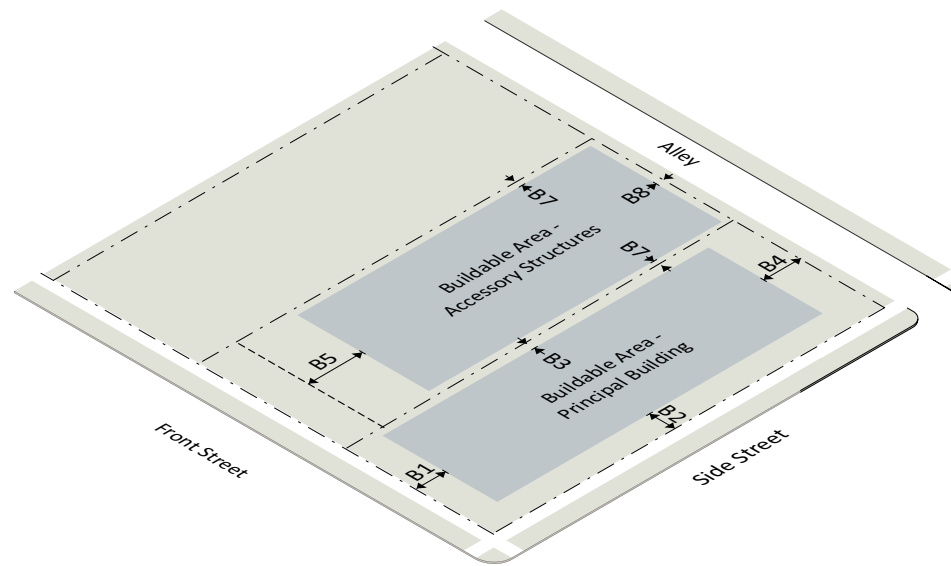 Alley
B7
B8
Buildable Area -
Accessory Structures
B7
B4
B5
B3
Buildable Area -
Principal Building
B2
B1
Front Street
Side Street